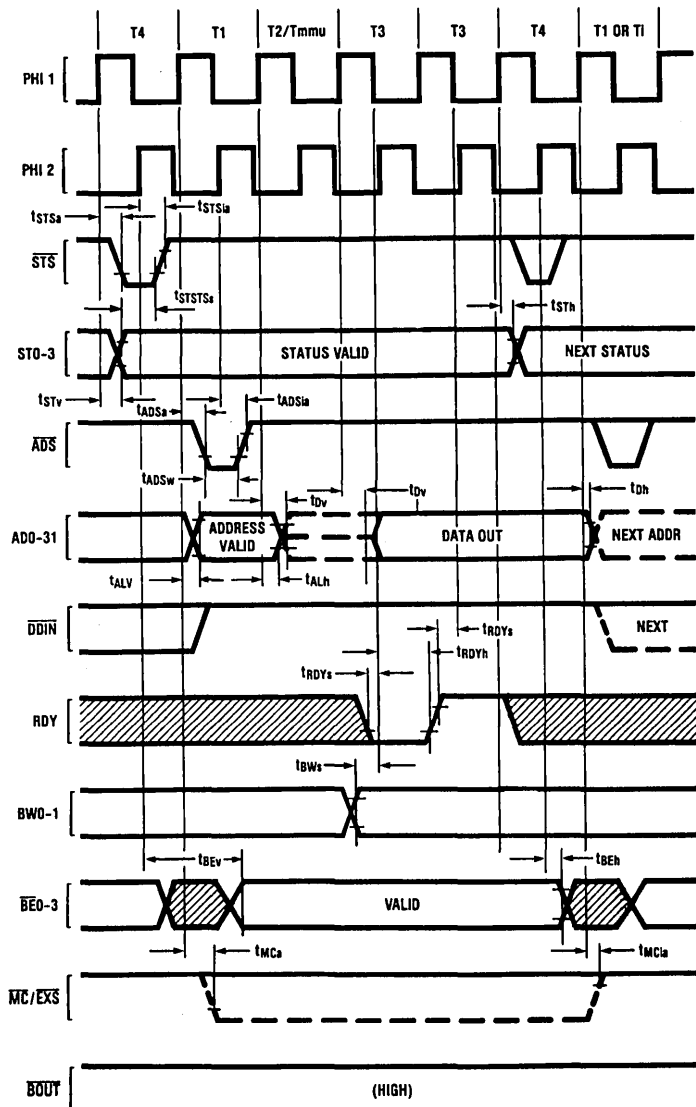 T4 T1 T2/Tmmu T3 T3 T4 T1 OR Ti
PHI 1
PHI 2
tSTSia
tSTSa
STS
tSTSTSs
tSTh
ST0-3
STATUS VALID
NEXT STATUS
tSTv
tADSa
tADSia
ADS
tADSw
tDv
tDv
tDh
AD0-31
ADDRESS VALID
DATA OUT
NEXT ADDR
tALV
tALh
DDIN
NEXT
tRDYs
tRDYh
tRDYs
RDY
tBWs
BW0-1
tBEv
tBEh
BE0-3
VALID
tMCa
tMCia
MC/EXS
BOUT
(HIGH)